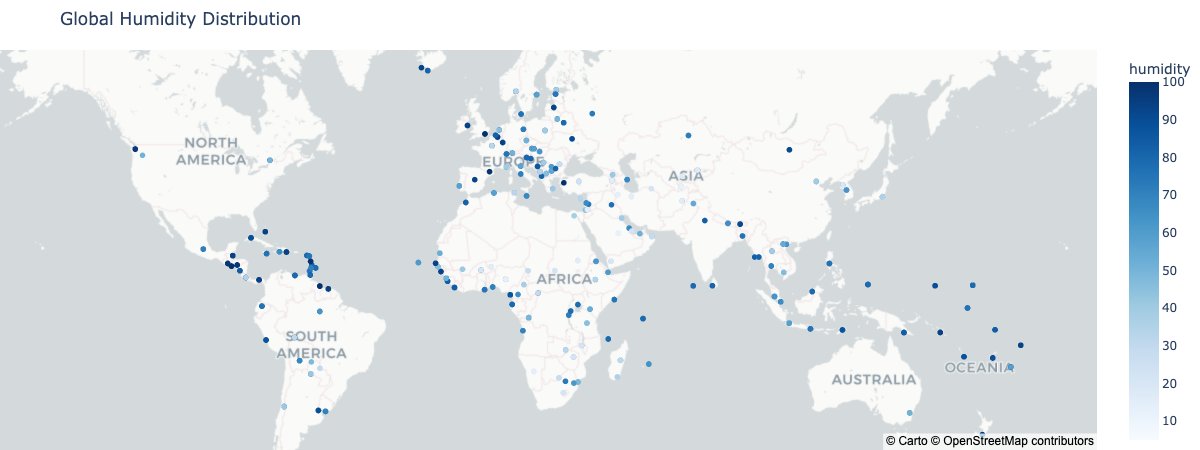 Global Humidity Distribution
humidity
100
90
80
70
60
50
40
30
20
10
NORTH
AMERICA
EUROPE
ASIA
AFRICA
SOUTH
AMERICA
AUSTRALIA
OCEANIA
© Carto © OpenStreetMap contributors